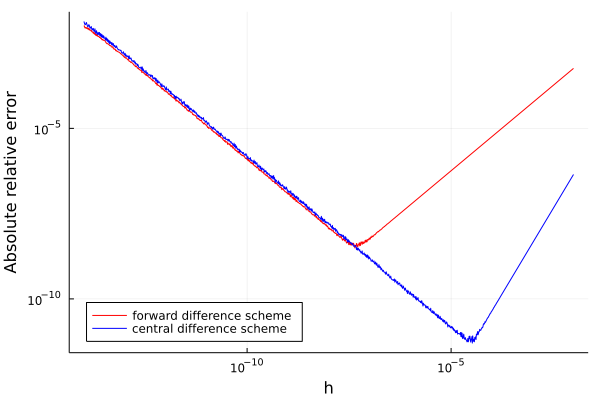 Absolute relative error
10⁻⁵
10⁻¹⁰
forward difference scheme
central difference scheme
10⁻¹⁰
10⁻⁵
h